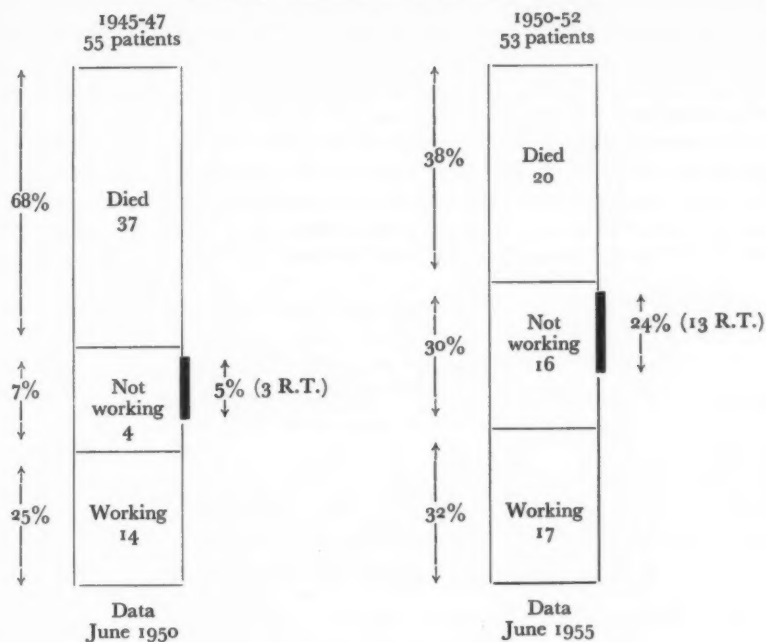 1945-47
55 patients
68%
Died
37
7%
Not
working
4
5% (3 R.T.)
25%
Working
14
Data
June 1950
1950-52
53 patients
38%
Died
20
30%
Not
working
16
24% (13 R.T.)
32%
Working
17
Data
June 1955